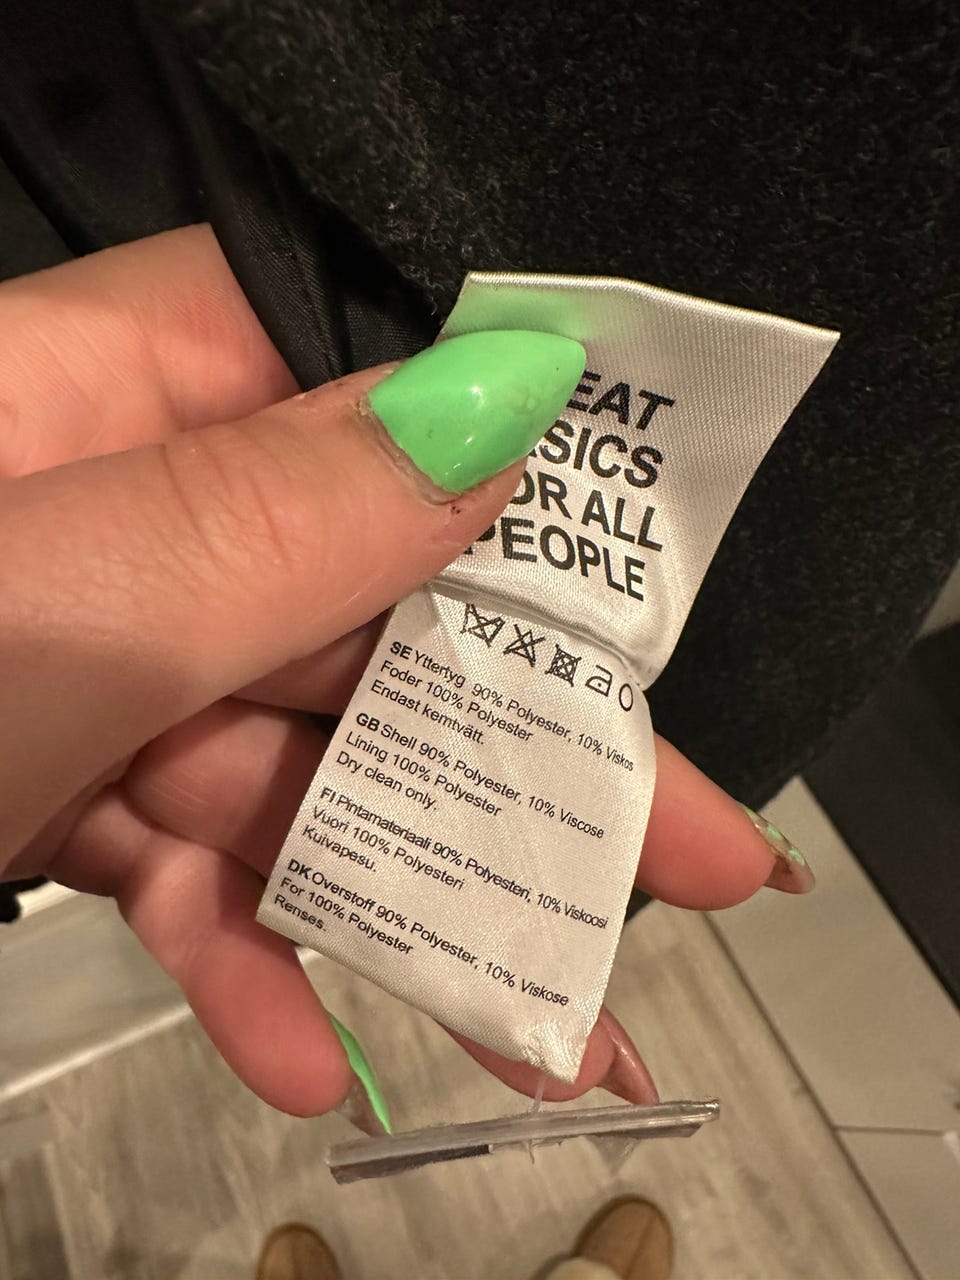 EAT
ASICS
OR ALL
PEOPLE
SE Yttertyg 90% Polyester, 10% Viskos
Foder 100% Polyester
Endast kemtvätt.
GB Shell 90% Polyester, 10% Viscose
Lining 100% Polyester
Dry clean only.
FI Pintamateriaali 90% Polyesteri, 10% Viskoosi
Vuori 100% Polyesteri
Kuivapesu.
DK Overstoff 90% Polyester, 10% Viskose
For 100% Polyester
Renses.